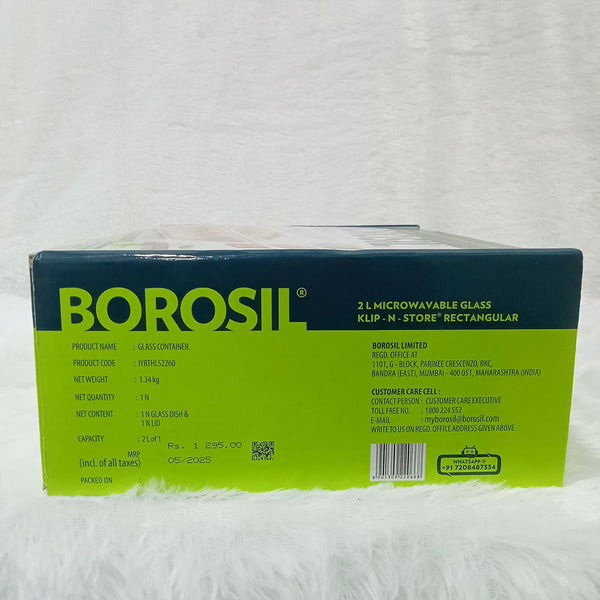 BOROSIL®
2 L MICROWAVABLE GLASS
KLIP - N - STORE® RECTANGULAR
PRODUCT NAME : GLASS CONTAINER
PRODUCT CODE : IYRTHLS2260
NET WEIGHT : 1.34 kg
NET QUANTITY : 1 N
NET CONTENT : 1 N GLASS DISH &
1 N LID
CAPACITY : 2 L of 1
MRP Rs. 1 295.00
(incl. of all taxes)
05/2025
PACKED ON :
BOROSIL LIMITED
REGD. OFFICE AT
1101, G - BLOCK, PARINEE CRESCENZO, BKC,
BANDRA (EAST), MUMBAI - 400 051, MAHARASHTRA (INDIA)
CUSTOMER CARE CELL :
CONTACT PERSON : CUSTOMER CARE EXECUTIVE
TOLL FREE NO. : 1800 224 552
E-MAIL : myborosil@borosil.com
WRITE TO US ON REGD. OFFICE ADDRESS GIVEN ABOVE
WHATSAPP
+91 7208487354